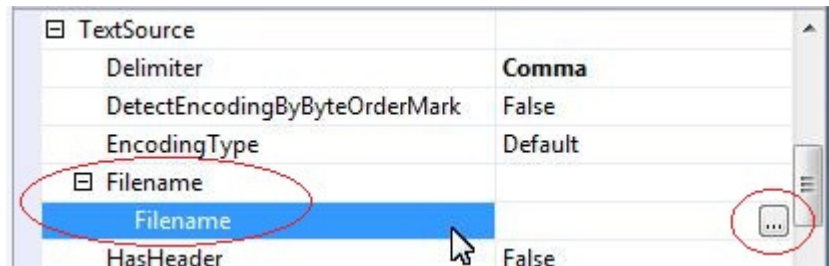 TextSource
Delimiter Comma
DetectEncodingByByteOrderMark False
EncodingType Default
Filename
Filename ...
HasHeader False